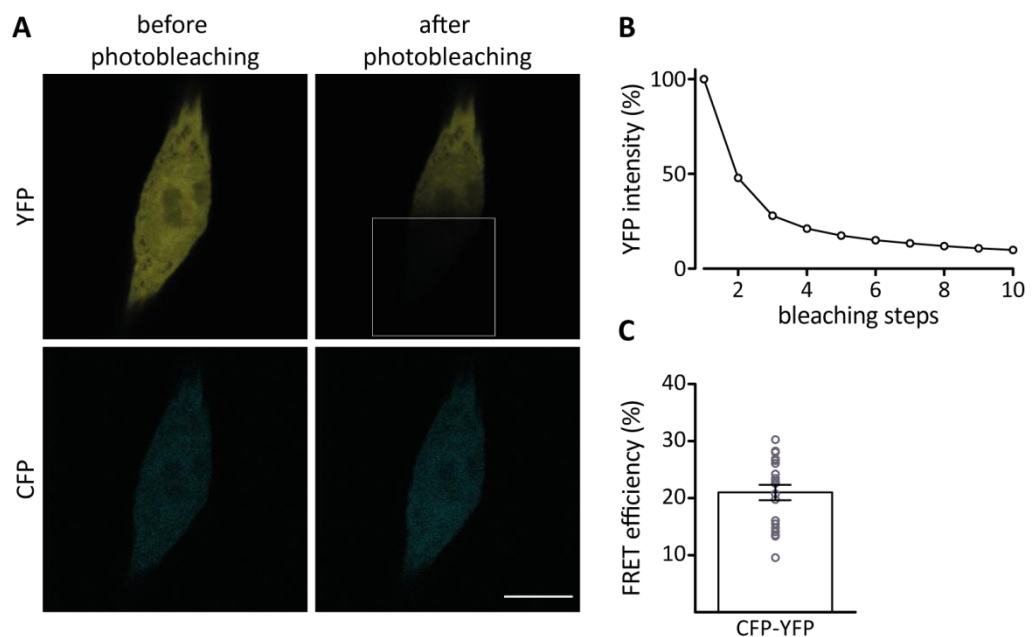 A
before
photobleaching
after
photobleaching
YFP
CFP
B
YFP intensity (%)
100
50
0
2
4
6
8
10
bleaching steps
C
FRET efficiency (%)
40
30
20
10
CFP-YFP